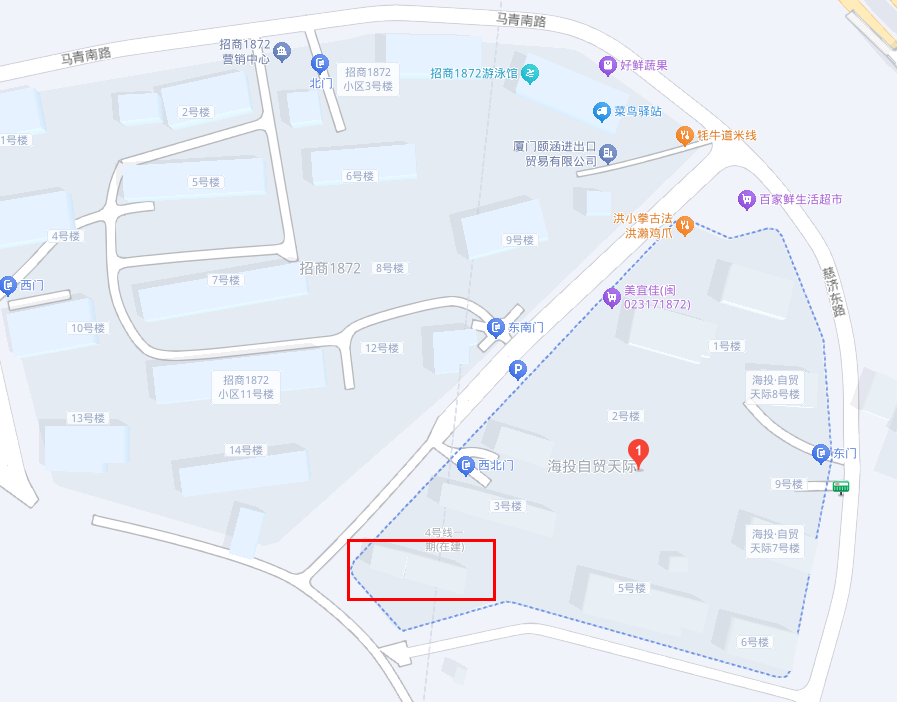 马青南路
马青南路
招商1872
营销中心
北门
招商1872
小区3号楼
招商1872游泳馆
好鲜蔬果
菜鸟驿站
牦牛道米线
厦门颐涵进出口
贸易有限公司
1号楼
2号楼
5号楼
6号楼
百家鲜生活超市
洪小拳古法
洪濑鸡爪
4号楼
9号楼
招商1872
8号楼
7号楼
西门
美宜佳(闽
023171872)
慈济东路
10号楼
东南门
12号楼
1号楼
P
招商1872
小区11号楼
海投·自贸
天际8号楼
13号楼
2号楼
14号楼
1
东门
西北门
海投自贸天际
9号楼
3号楼
4号线一
期(在建)
海投·自贸
天际7号楼
5号楼
6号楼